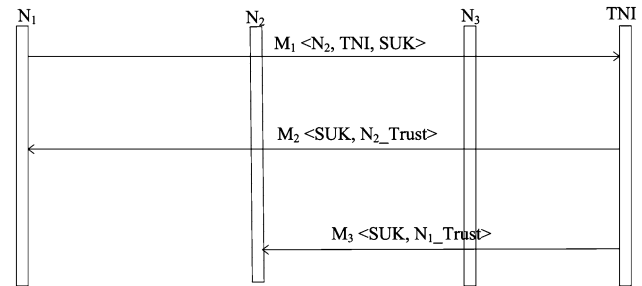 N₁ N₂ N₃ TNI
M₁ <N₂, TNI, SUK>
M₂ <SUK, N₂_Trust>
M₃ <SUK, N₁_Trust>